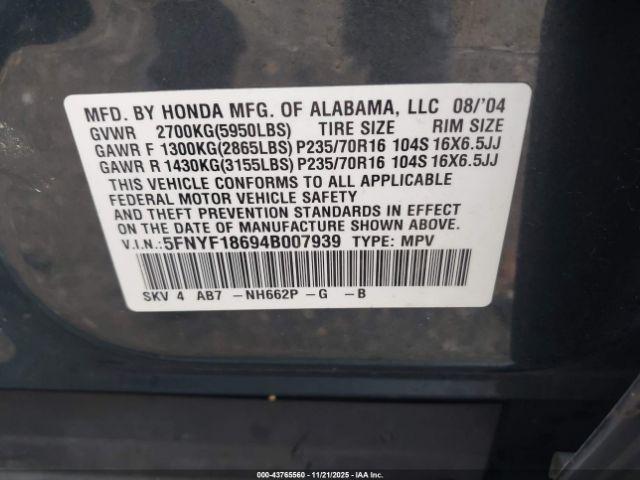 MFD. BY HONDA MFG. OF ALABAMA, LLC 08/'04
GVWR 2700KG(5950LBS) TIRE SIZE RIM SIZE
GAWR F 1300KG(2865LBS) P235/70R16 104S 16X6.5JJ
GAWR R 1430KG(3155LBS) P235/70R16 104S 16X6.5JJ
THIS VEHICLE CONFORMS TO ALL APPLICABLE
FEDERAL MOTOR VEHICLE SAFETY
AND THEFT PREVENTION STANDARDS IN EFFECT
ON THE DATE OF MANUFACTURE SHOWN ABOVE.
V.I.N.: 5FNYF18694B007939 TYPE: MPV
SKV 4 AB7 -NH662P -G -B
000-43765560 - 11/21/2025 - IAA Inc.